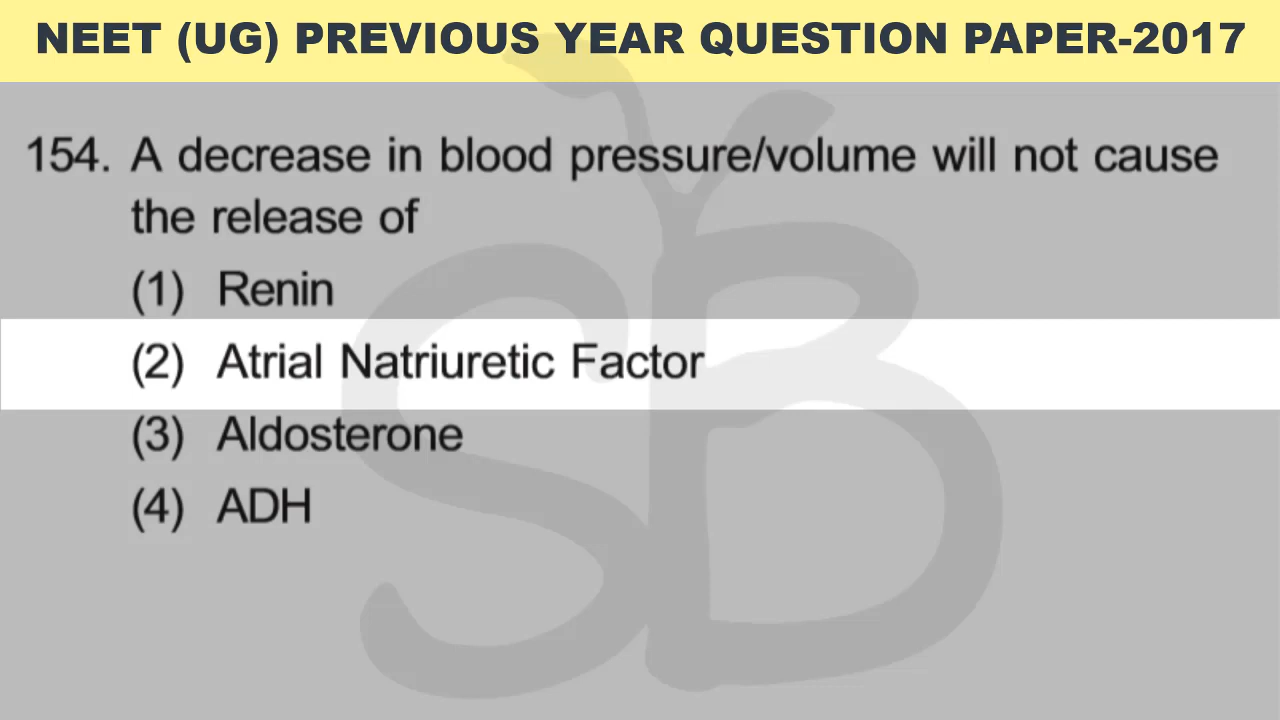 NEET (UG) PREVIOUS YEAR QUESTION PAPER-2017
154. A decrease in blood pressure/volume will not cause
the release of
(1) Renin
(2) Atrial Natriuretic Factor
(3) Aldosterone
(4) ADH
SB